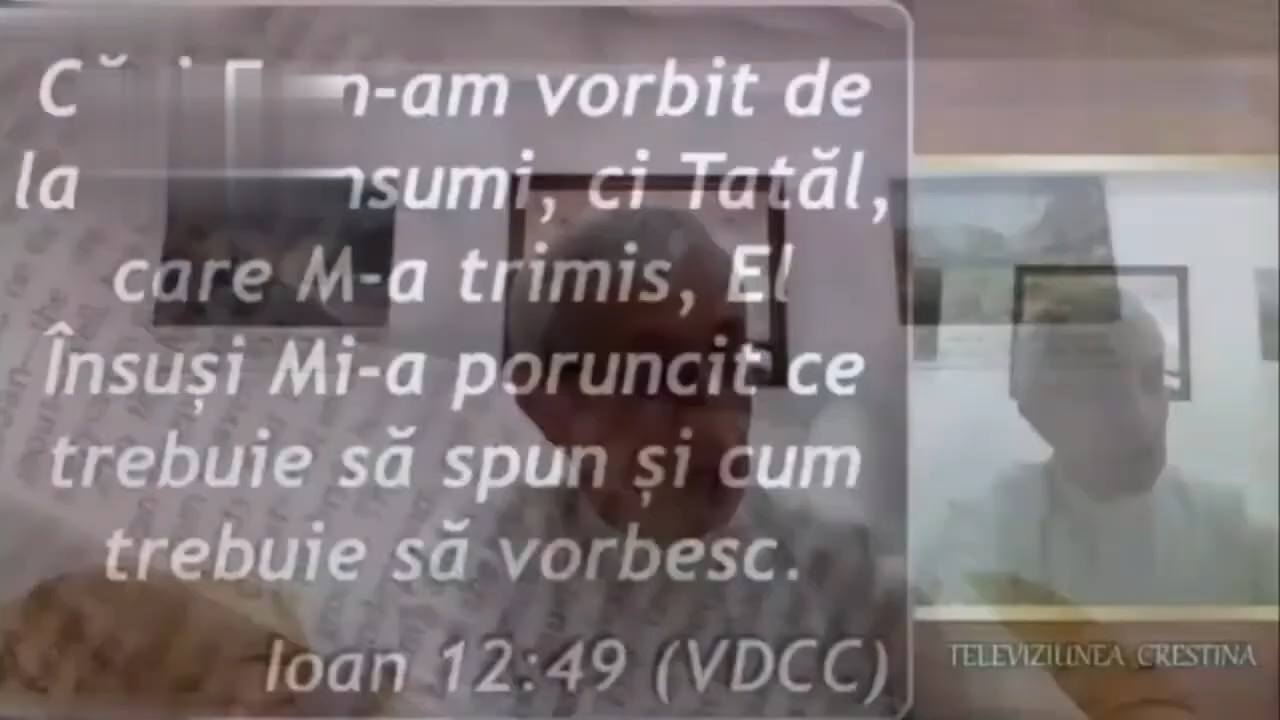 n-am vorbit de
la ci Tatăl,
care M-a trimis, El
Însuși Mi-a poruncit ce
trebuie să spun și cum
trebuie să vorbesc.
Ioan 12:49 (VDCC)
TELEVIZIUNEA CRESTINA